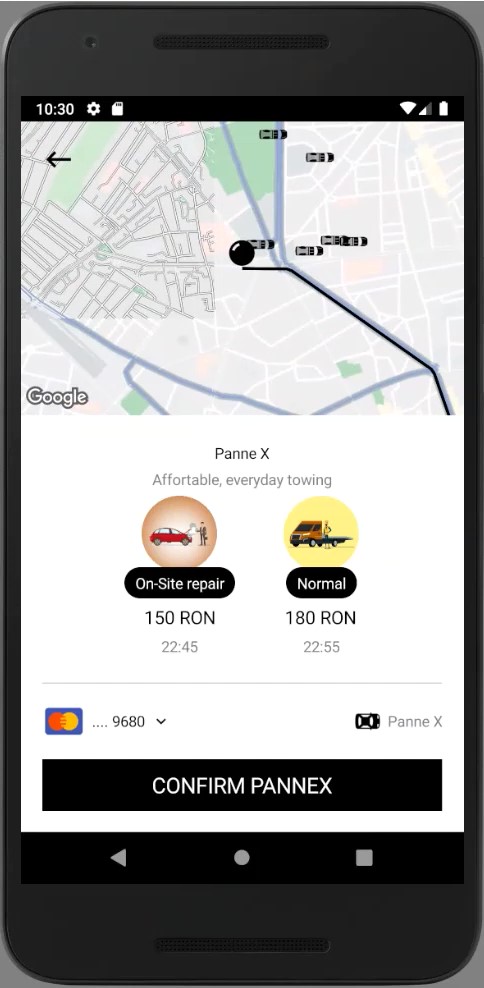 10:30
Google
Panne X
Affortable, everyday towing
On-Site repair
Normal
150 RON
180 RON
22:45
22:55
.... 9680
Panne X
CONFIRM PANNEX